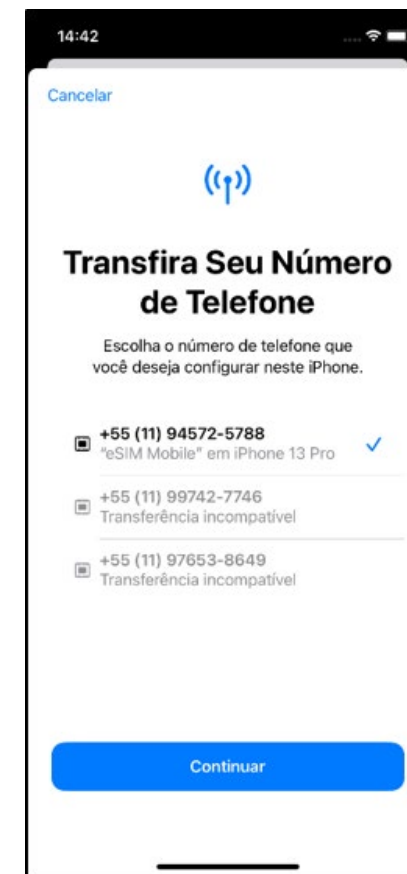 14:42
Cancelar
Transfira Seu Número
de Telefone
Escolha o número de telefone que
você deseja configurar neste iPhone.
+55 (11) 94572-5788
"eSIM Mobile" em iPhone 13 Pro
+55 (11) 99742-7746
Transferência incompatível
+55 (11) 97653-8649
Transferência incompatível
Continuar